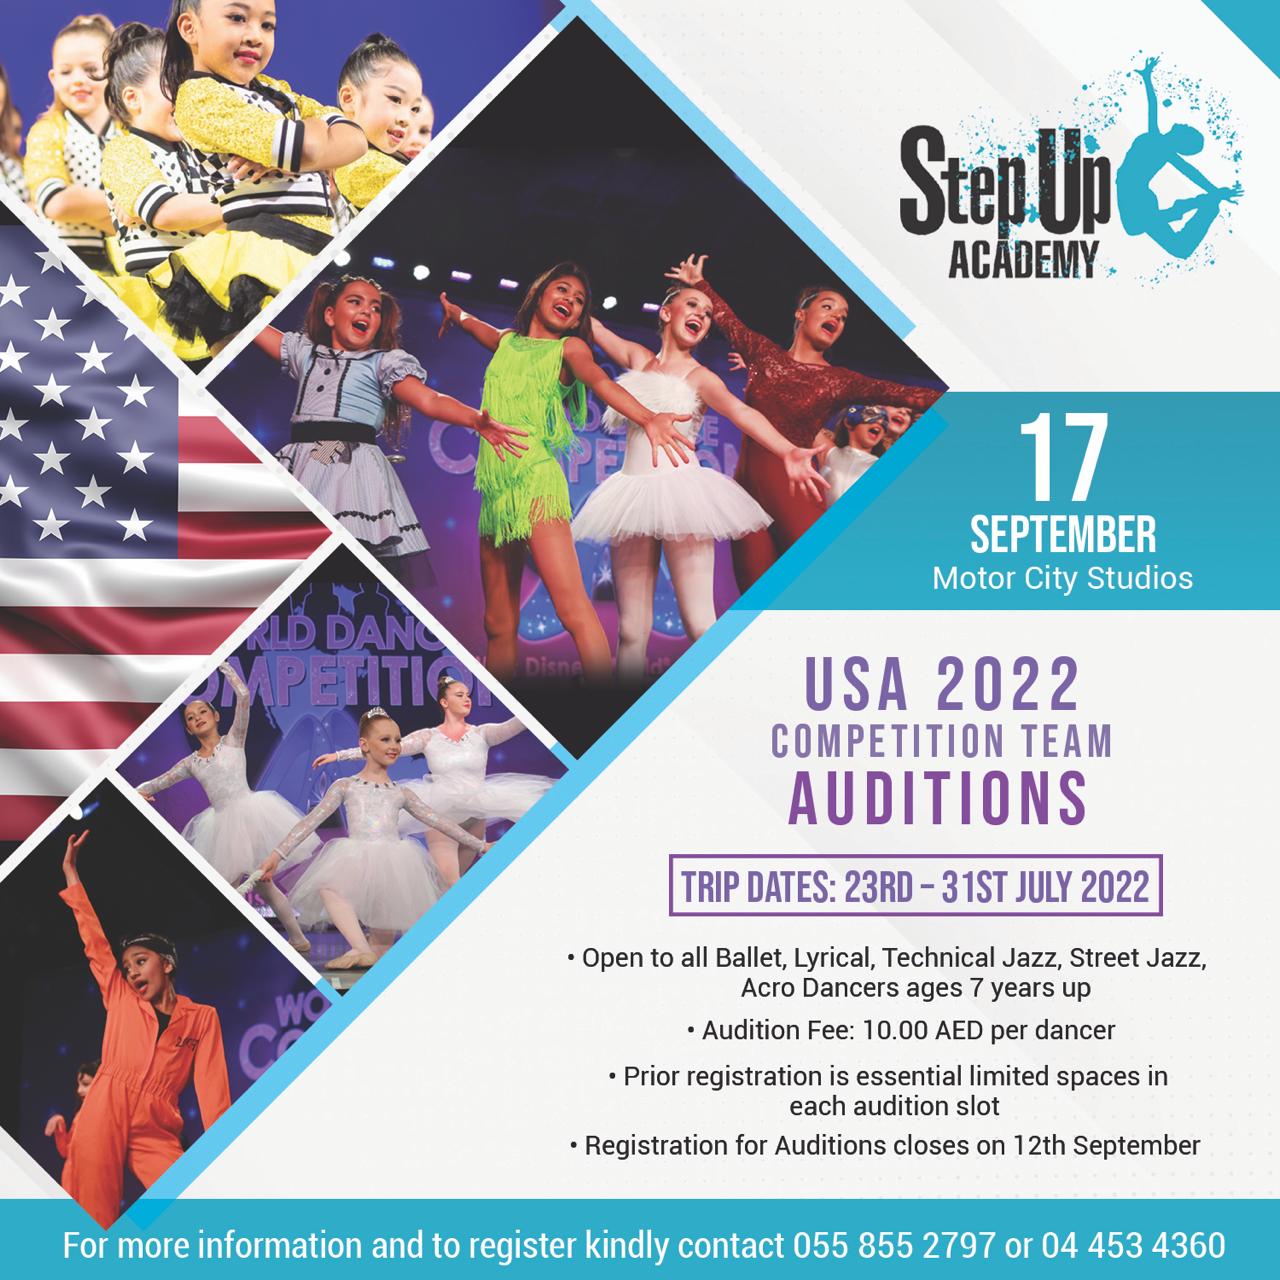 Step Up
ACADEMY
17
SEPTEMBER
Motor City Studios
USA 2022
COMPETITION TEAM
AUDITIONS
TRIP DATES: 23RD – 31ST JULY 2022
• Open to all Ballet, Lyrical, Technical Jazz, Street Jazz,
Acro Dancers ages 7 years up
• Audition Fee: 10.00 AED per dancer
• Prior registration is essential limited spaces in
each audition slot
• Registration for Auditions closes on 12th September
For more information and to register kindly contact 055 855 2797 or 04 453 4360